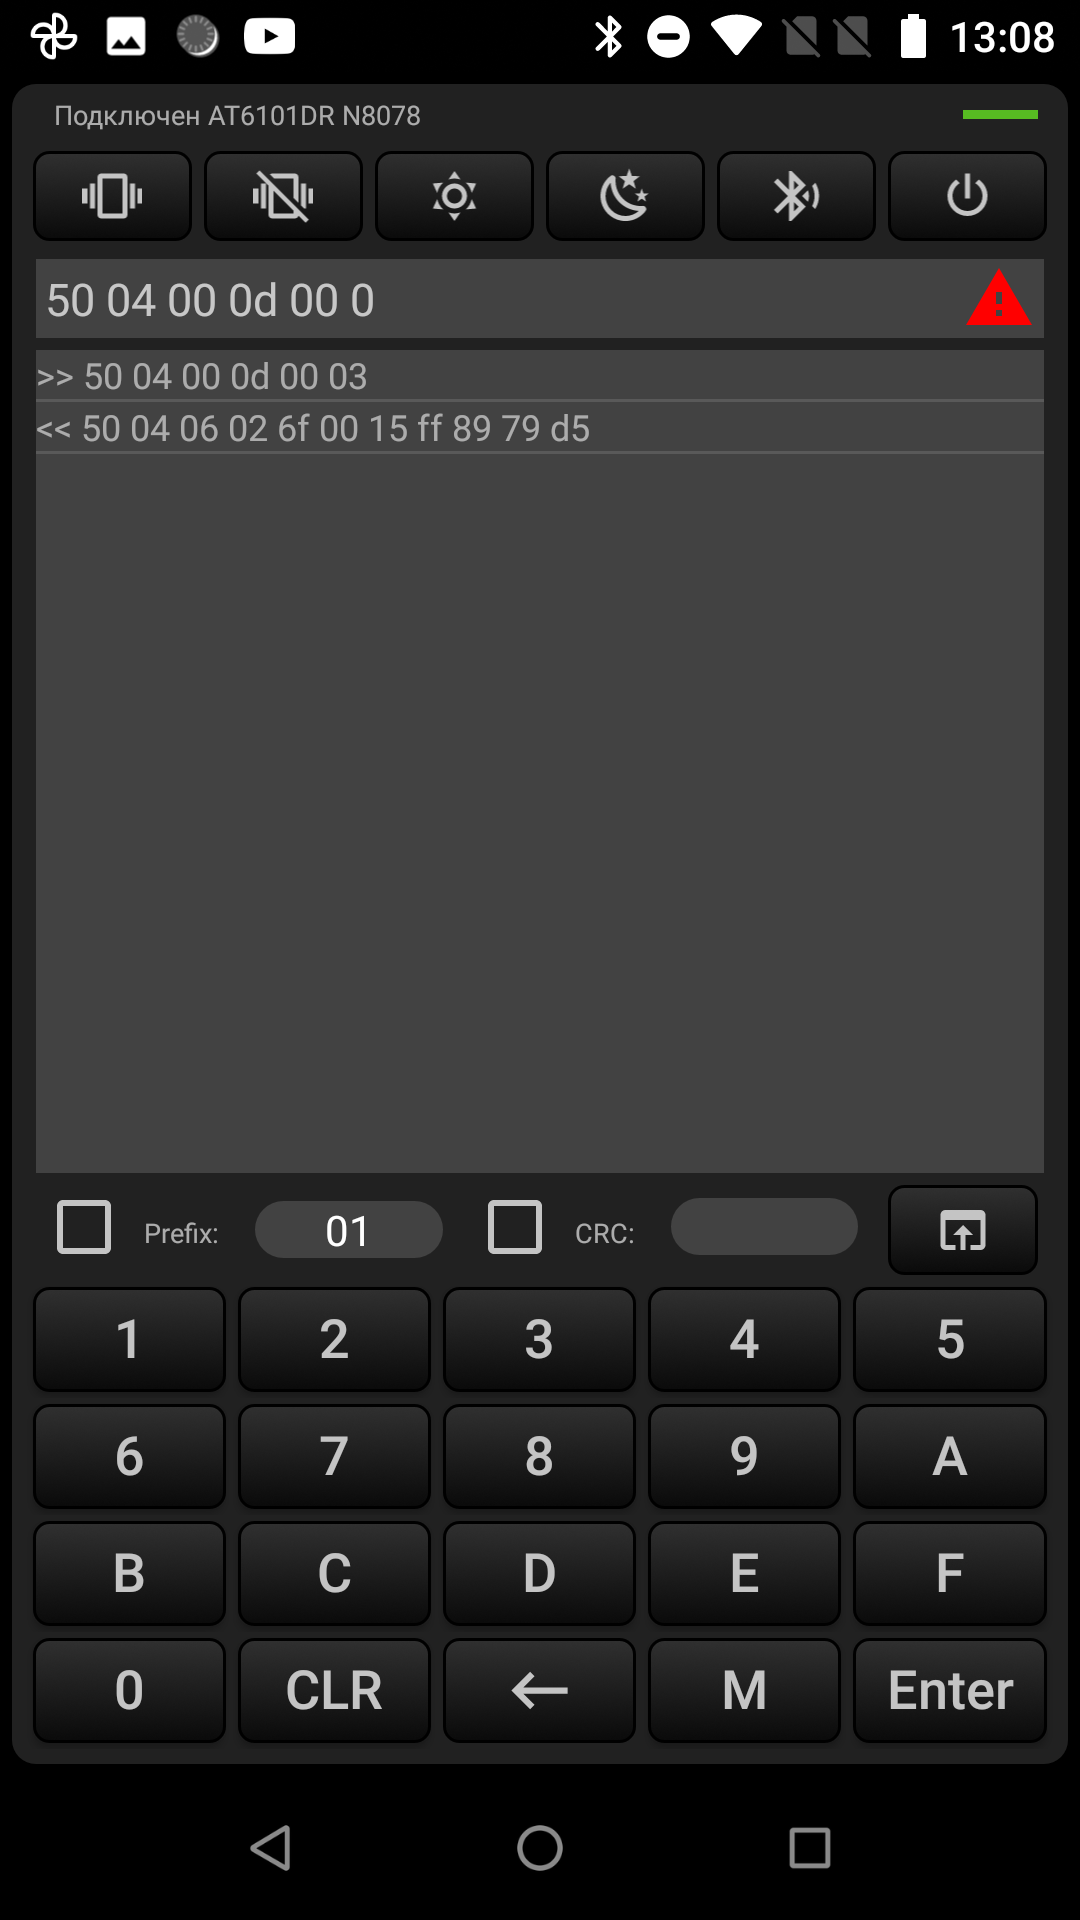 13:08
Подключен AT6101DR N8078
50 04 00 0d 00 0
>> 50 04 00 0d 00 03
<< 50 04 06 02 6f 00 15 ff 89 79 d5
Prefix: 01 CRC:
1 2 3 4 5
6 7 8 9 A
B C D E F
0 CLR ← M Enter